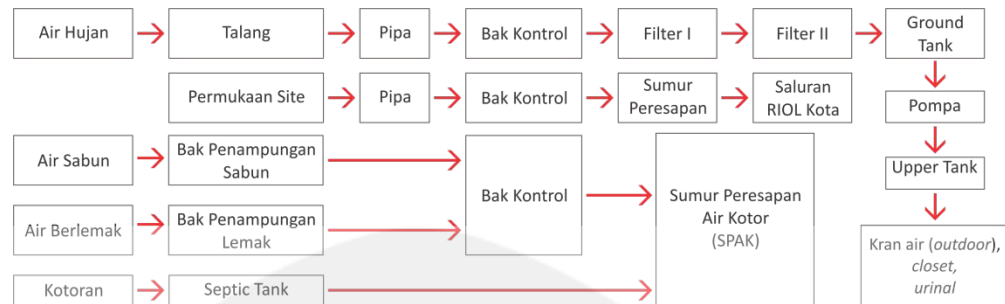 Air Hujan
Talang
Pipa
Bak Kontrol
Filter I
Filter II
Ground
Tank
Permukaan Site
Pipa
Bak Kontrol
Sumur
Peresapan
Saluran
RIOL Kota
Pompa
Upper Tank
Kran air (outdoor),
closet,
urinal
Air Sabun
Bak Penampungan
Sabun
Air Berlemak
Bak Penampungan
Lemak
Bak Kontrol
Sumur Peresapan
Air Kotor
(SPAK)
Kotoran
Septic Tank